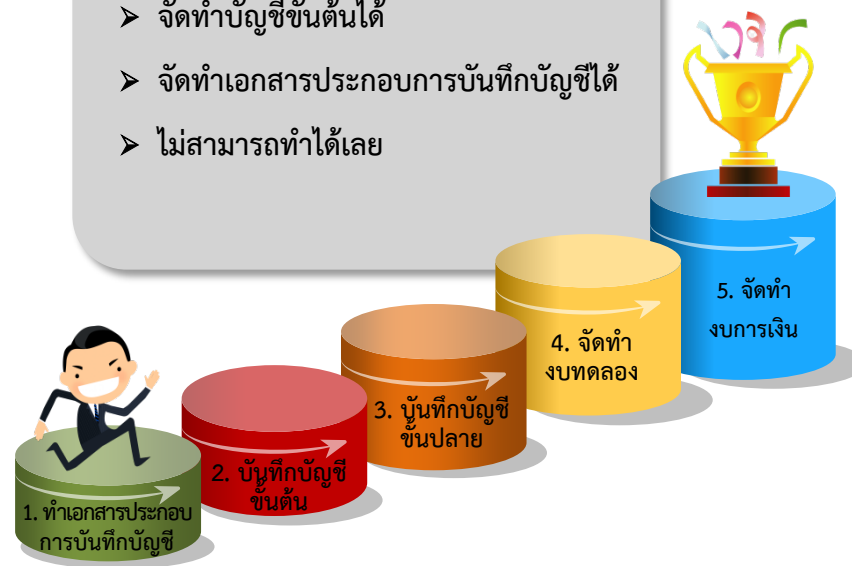 ➢ จัดทำบัญชีขั้นต้นได้
➢ จัดทำเอกสารประกอบการบันทึกบัญชีได้
➢ ไม่สามารถทำได้เลย
5. จัดทำ
งบการเงิน
4. จัดทำ
งบทดลอง
3. บันทึกบัญชี
ขั้นปลาย
2. บันทึกบัญชี
ขั้นต้น
1. ทำเอกสารประกอบ
การบันทึกบัญชี